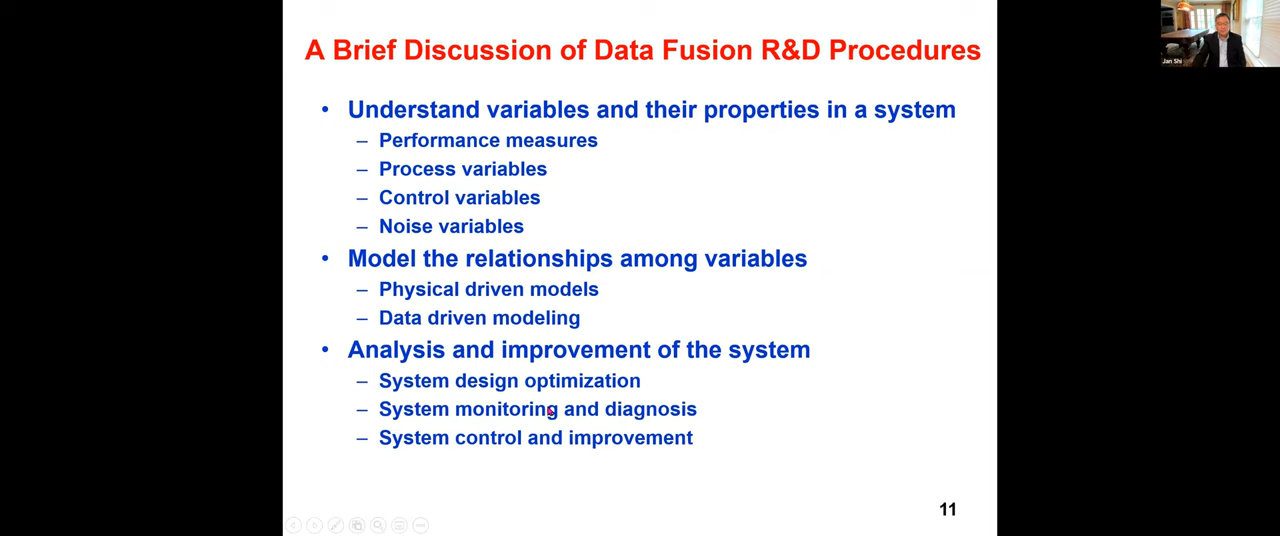 A Brief Discussion of Data Fusion R&D Procedures
Jan Shi
• Understand variables and their properties in a system
– Performance measures
– Process variables
– Control variables
– Noise variables
• Model the relationships among variables
– Physical driven models
– Data driven modeling
• Analysis and improvement of the system
– System design optimization
– System monitoring and diagnosis
– System control and improvement
11